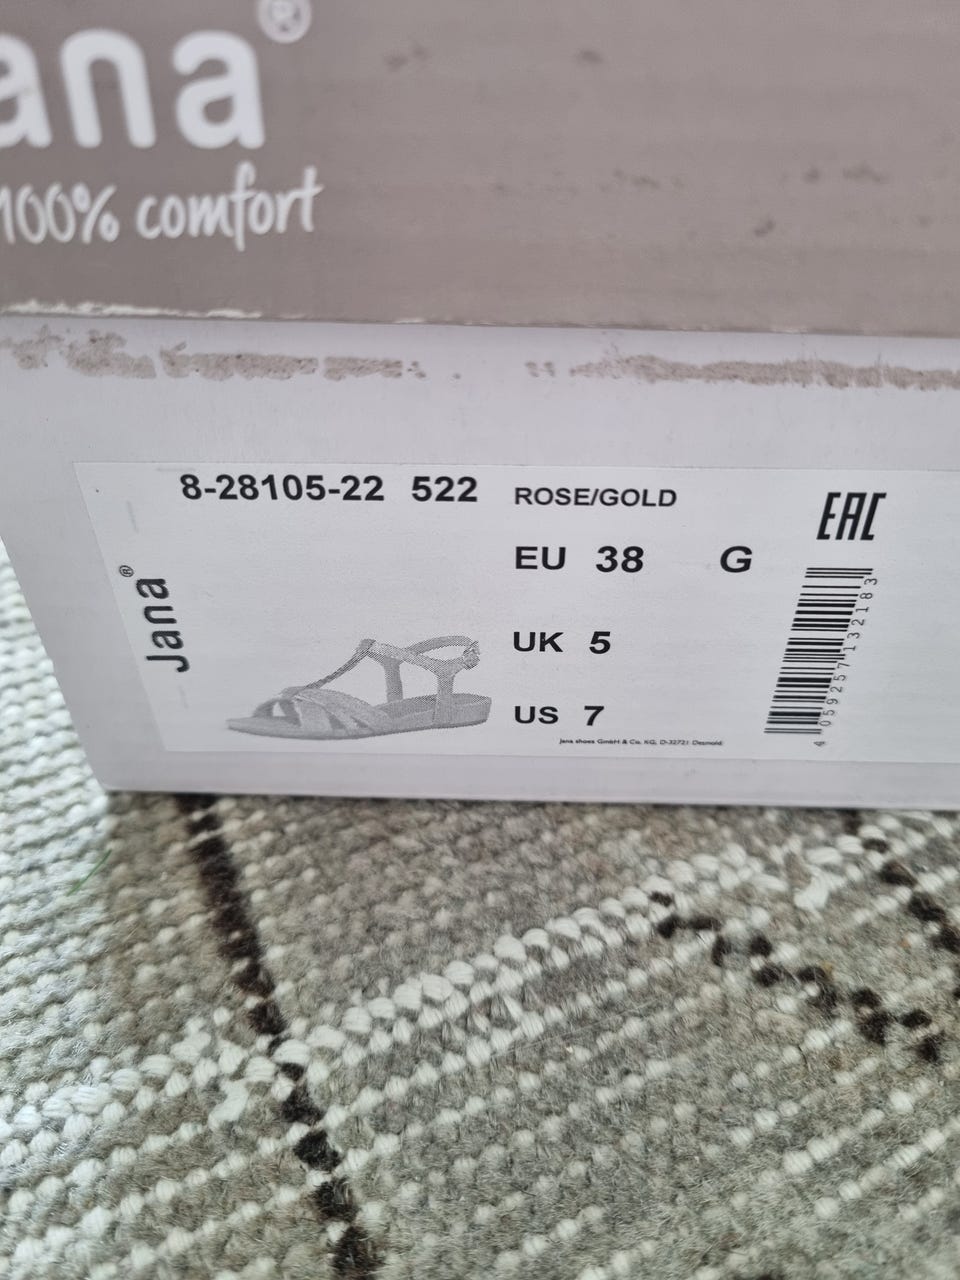 ana®
100% comfort
8-28105-22 522 ROSE/GOLD
EAC
EU 38 G
UK 5
US 7
Jana®
Jana shoes GmbH & Co. KG, D-32721 Detmold
4 059257 132183